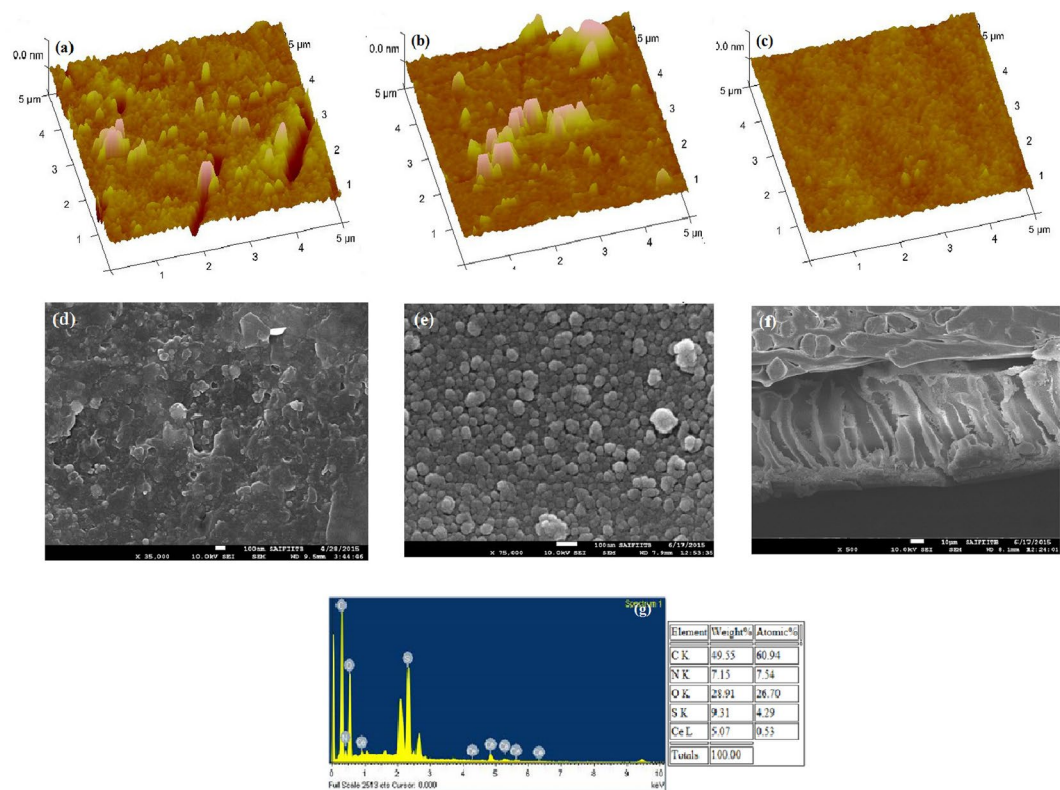 (a)
0.0 nm
5 µm
5 µm
4
4
3
3
2
2
1
1
1
2
3
4
5 µm
(b)
0.0 nm
5 µm
5 µm
4
4
3
3
2
2
1
1
1
2
3
4
5 µm
(c)
0.0 nm
5 µm
5 µm
4
4
3
3
2
2
1
1
1
2
3
4
5 µm
(d)
100nm SAIFIITB 4/28/2015
X 35,000 10.0kV SEI SEM WD 9.5mm 3:44:46
(e)
100nm SAIFIITB 6/17/2015
X 75,000 10.0kV SEI SEM WD 7.9mm 12:53:35
(f)
10µm SAIFIITB 6/17/2015
X 500 10.0kV SEI SEM WD 8.1mm 12:24:01
Spectrum 1
(g)
0 1 2 3 4 5 6 7 8 9 10
Full Scale 2513 cts Cursor: 0.000 keV
Element Weight% Atomic%
C K 49.55 60.94
N K 7.15 7.54
O K 28.91 26.70
S K 9.31 4.29
Ce L 5.07 0.53
Totals 100.00